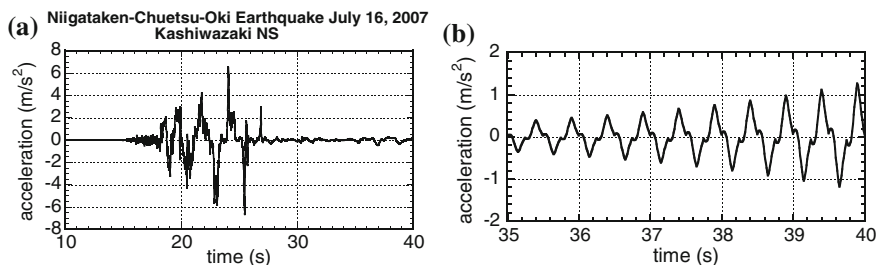 (a) Niigataken-Chuetsu-Oki Earthquake July 16, 2007
Kashiwazaki NS
acceleration (m/s²)
8
6
4
2
0
-2
-4
-6
-8
10 20 30 40
time (s)
(b)
acceleration (m/s²)
2
1
0
-1
-2
35 36 37 38 39 40
time (s)